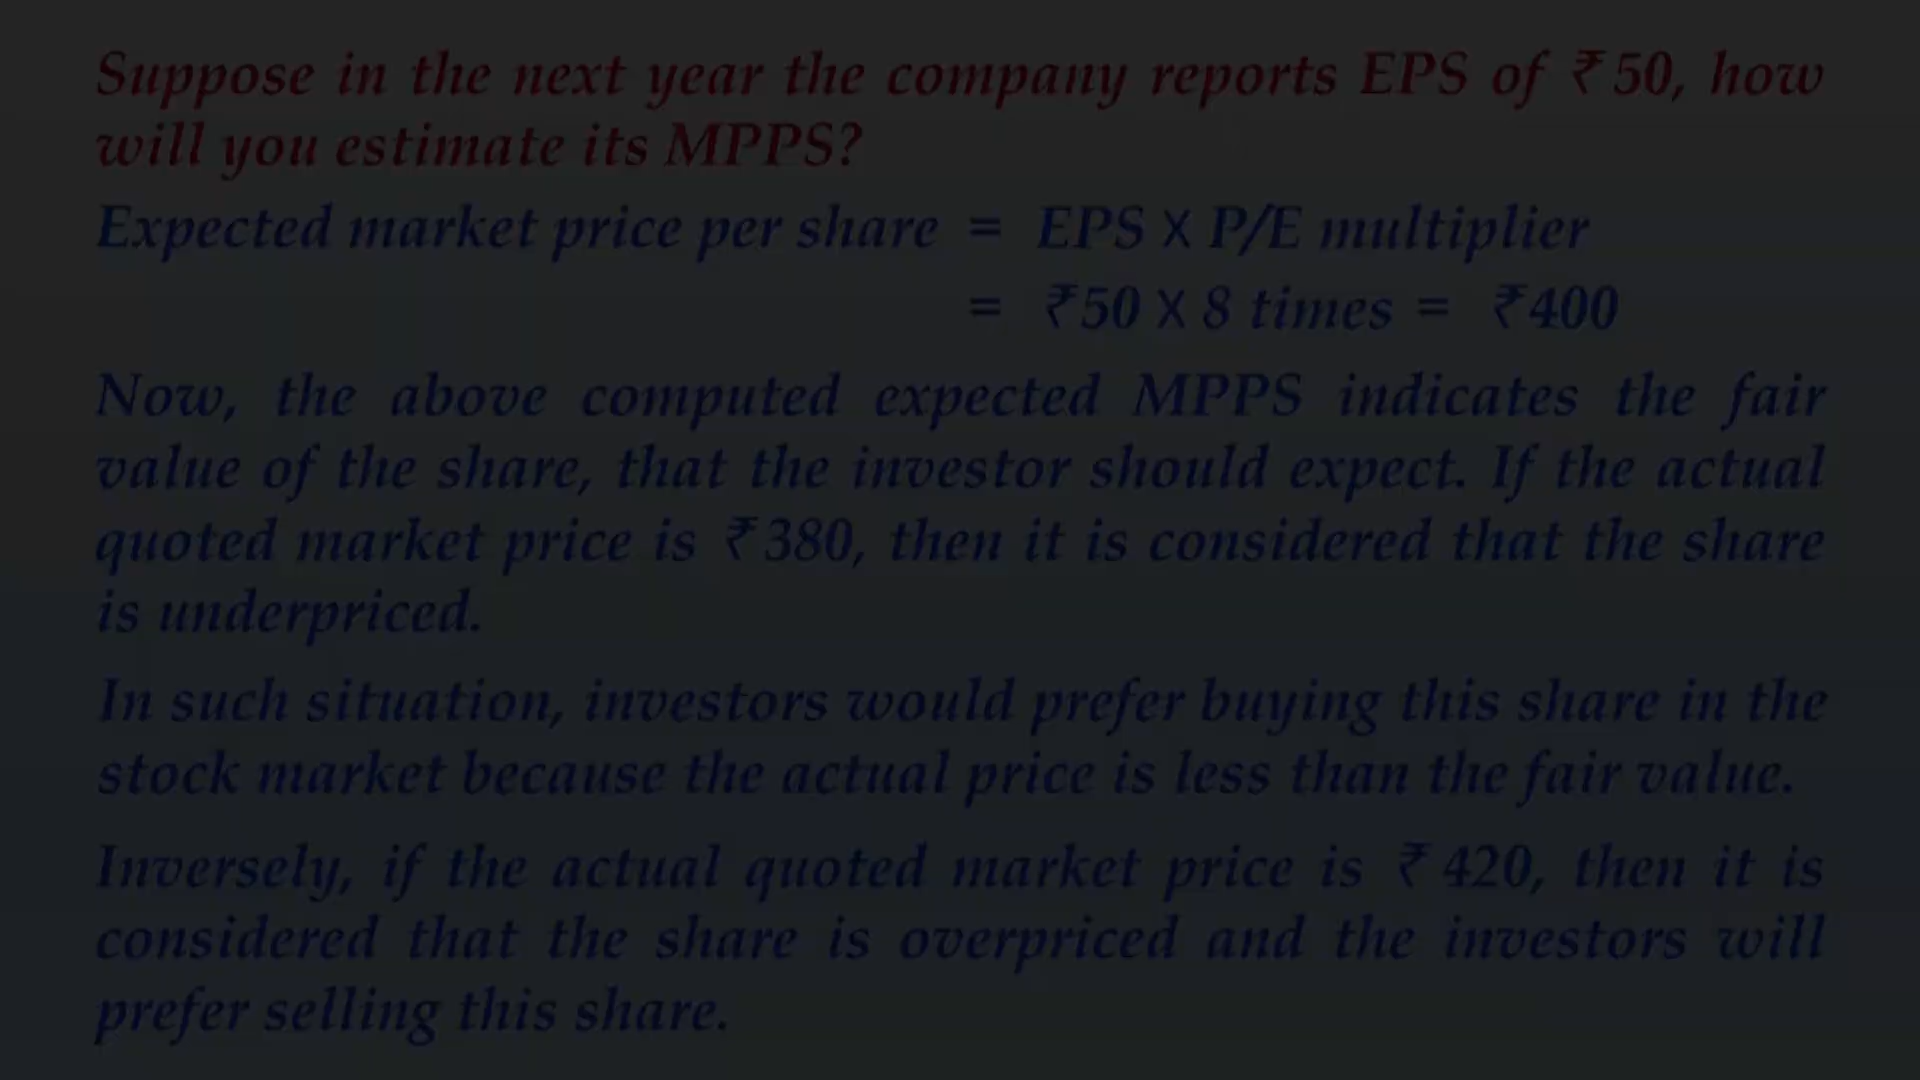 Suppose in the next year the company reports EPS of ₹50, how
will you estimate its MPPS?
Expected market price per share = EPS X P/E multiplier
= ₹50 X 8 times = ₹400
Now, the above computed expected MPPS indicates the fair
value of the share, that the investor should expect. If the actual
quoted market price is ₹380, then it is considered that the share
is underpriced.
In such situation, investors would prefer buying this share in the
stock market because the actual price is less than the fair value.
Inversely, if the actual quoted market price is ₹420, then it is
considered that the share is overpriced and the investors will
prefer selling this share.